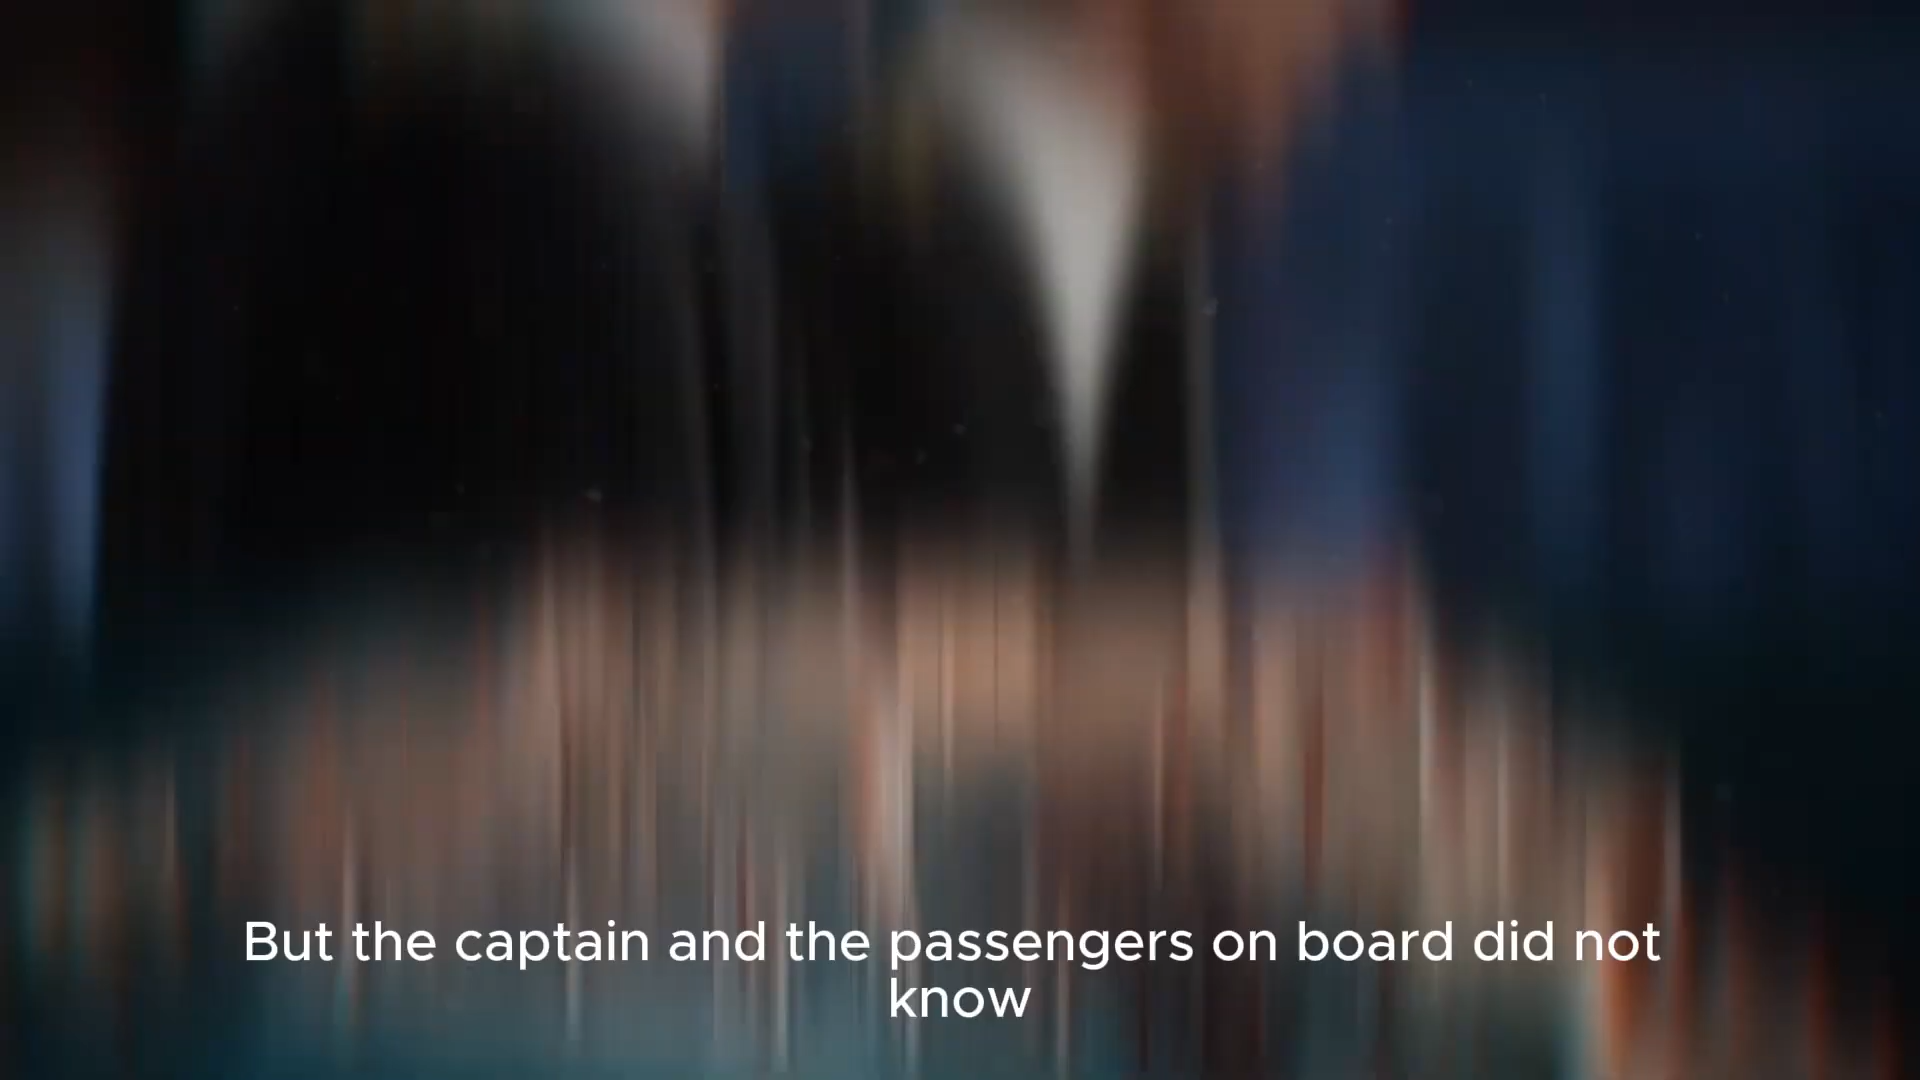 But the captain and the passengers on board did not
know